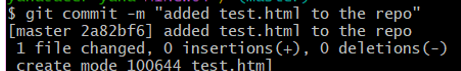 $ git commit -m "added test.html to the repo"
[master 2a82bf6] added test.html to the repo
1 file changed, 0 insertions(+), 0 deletions(-)
create mode 100644 test.html